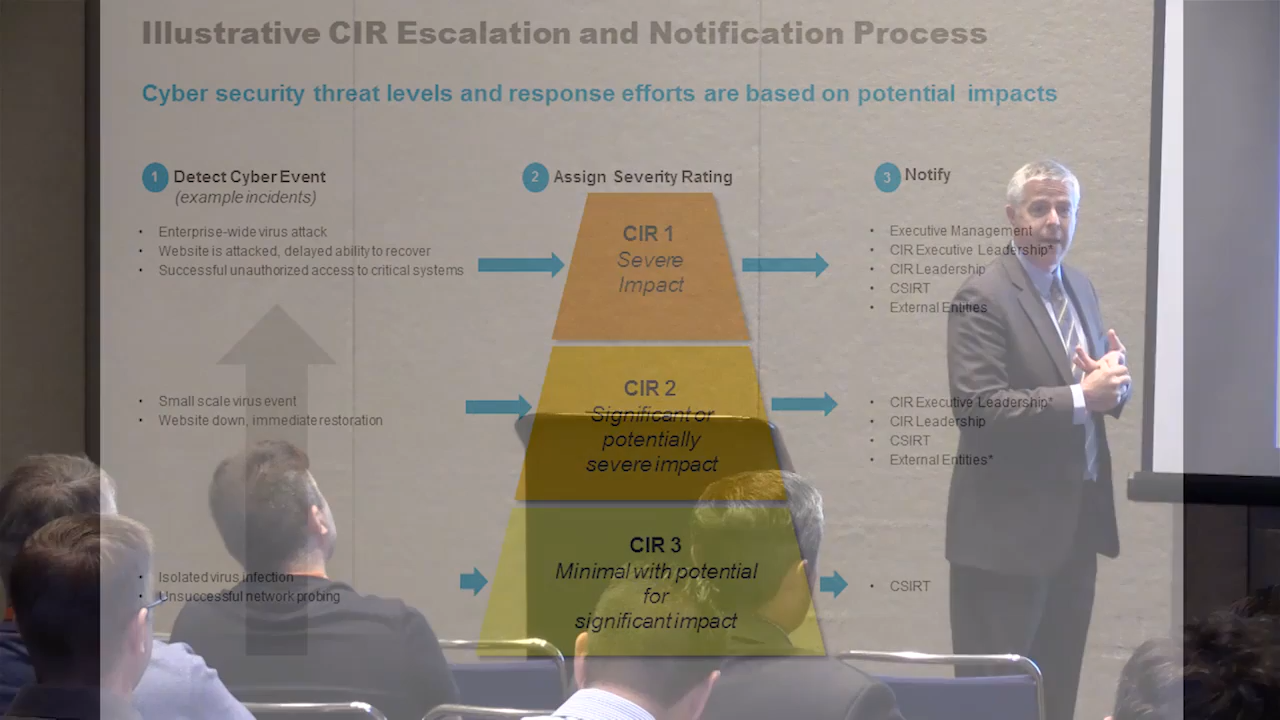 Illustrative CIR Escalation and Notification Process
Cyber security threat levels and response efforts are based on potential impacts
1 Detect Cyber Event
(example incidents)
• Enterprise-wide virus attack
• Website is attacked, delayed ability to recover
• Successful unauthorized access to critical systems
• Small scale virus event
• Website down, immediate restoration
• Isolated virus infection
• Unsuccessful network probing
2 Assign Severity Rating
CIR 1
Severe
Impact
CIR 2
Significant or
potentially
severe impact
CIR 3
Minimal with potential
for
significant impact
3 Notify
• Executive Management
• CIR Executive Leadership*
• CIR Leadership
• CSIRT
• External Entities
• CIR Executive Leadership*
• CIR Leadership
• CSIRT
• External Entities*
• CSIRT